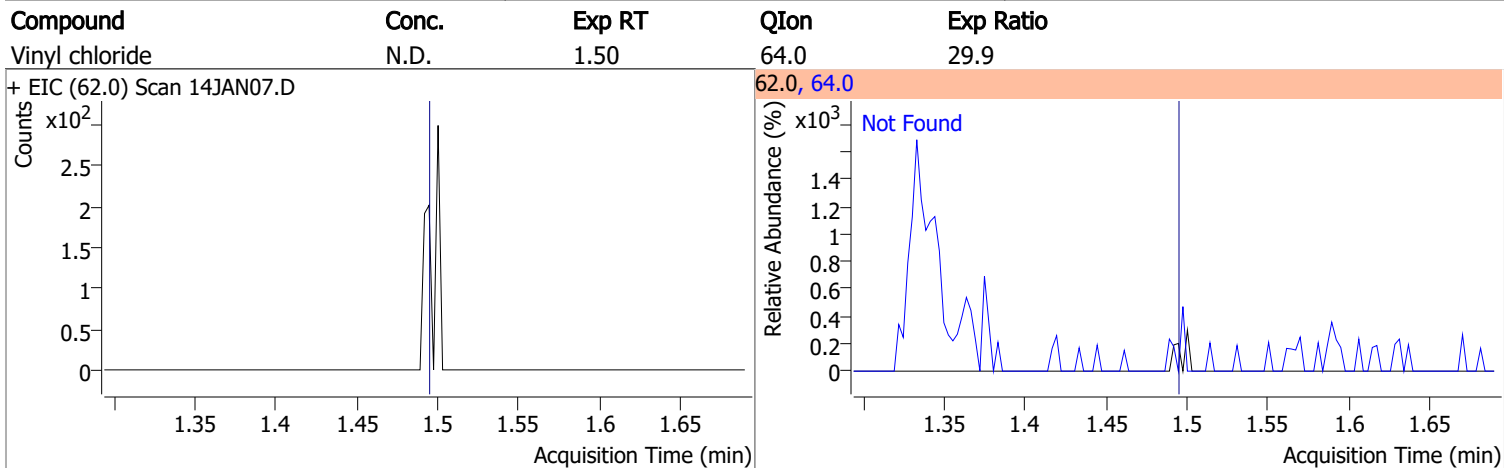 Compound Conc. Exp RT QIon Exp Ratio
Vinyl chloride N.D. 1.50 64.0 29.9
+ EIC (62.0) Scan 14JAN07.D
Counts
x10²
2.5
2
1.5
1
0.5
0
1.35 1.4 1.45 1.5 1.55 1.6 1.65
Acquisition Time (min)
62.0, 64.0
Relative Abundance (%)
x10³
Not Found
1.4
1.2
1
0.8
0.6
0.4
0.2
0
1.35 1.4 1.45 1.5 1.55 1.6 1.65
Acquisition Time (min)